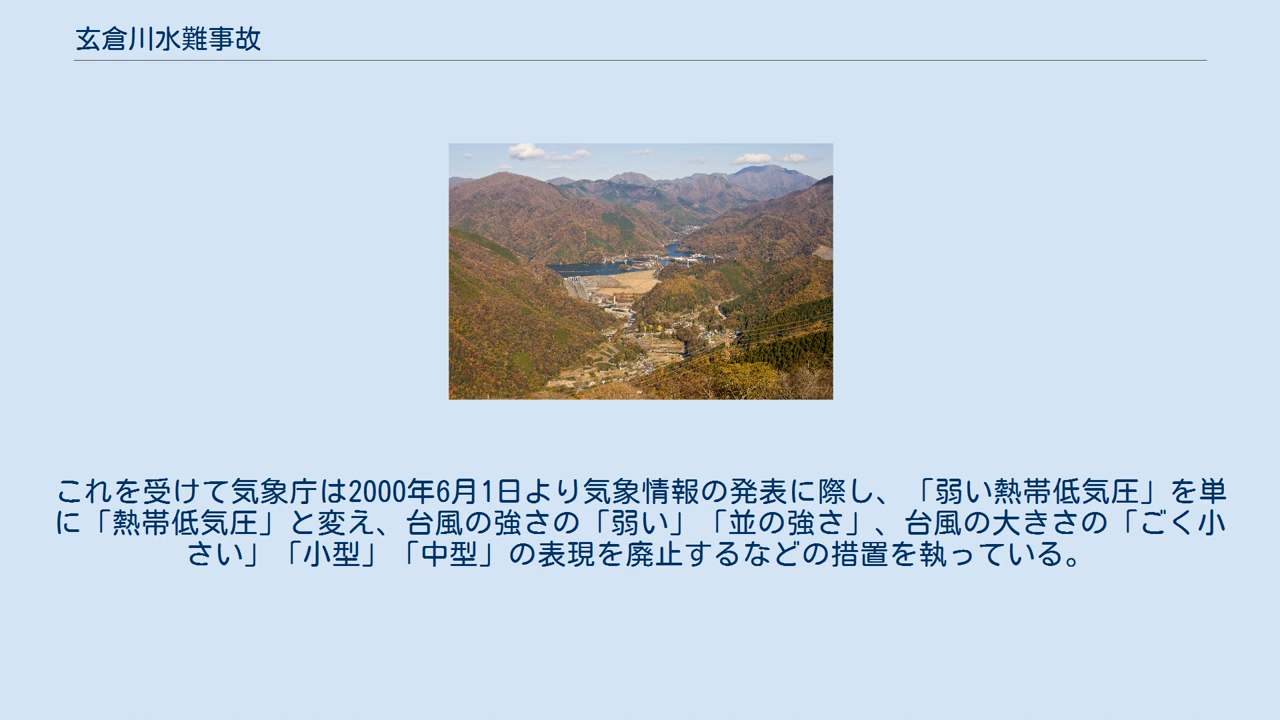 玄倉川水難事故
これを受けて気象庁は2000年6月1日より気象情報の発表に際し、「弱い熱帯低気圧」を単
に「熱帯低気圧」と変え、台風の強さの「弱い」「並の強さ」、台風の大きさの「ごく小
さい」「小型」「中型」の表現を廃止するなどの措置を執っている。